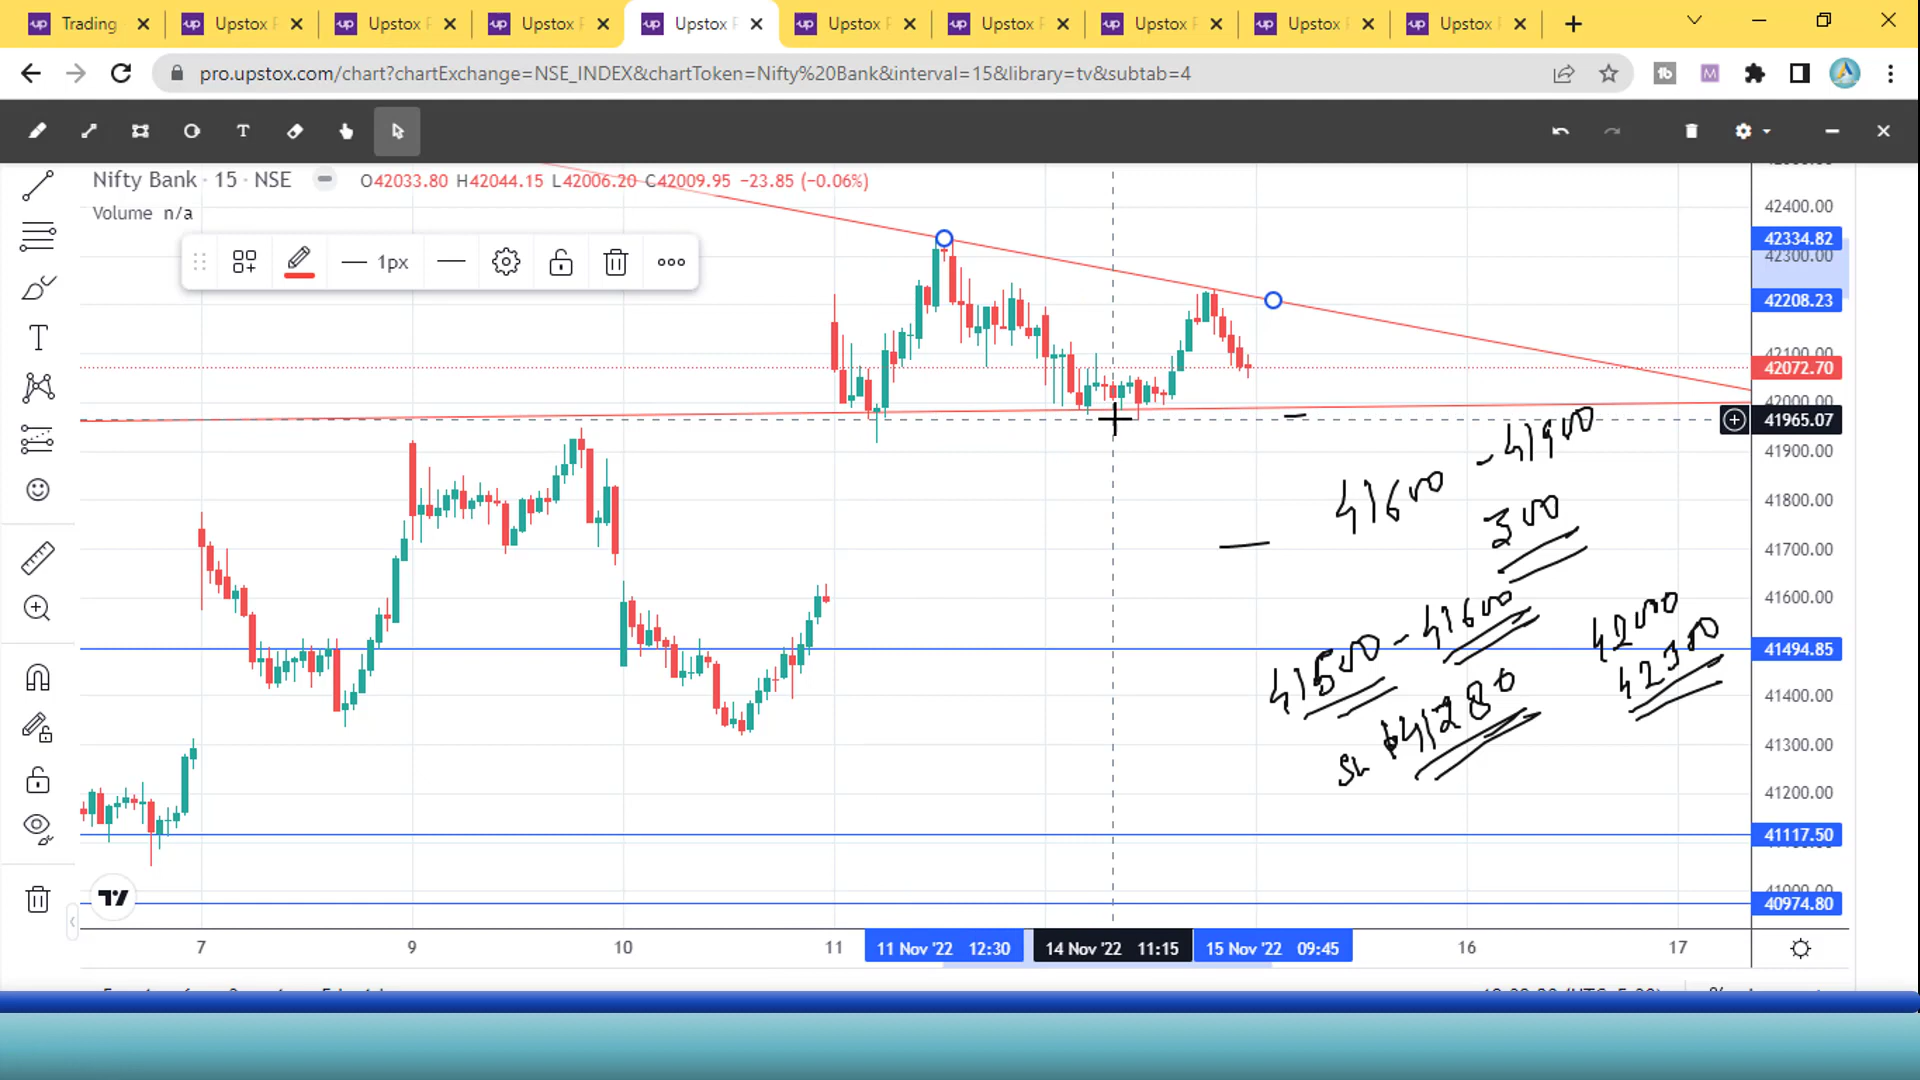 Trading
Upstox P
Upstox P
Upstox P
Upstox P
Upstox P
Upstox P
Upstox P
Upstox P
Upstox P
pro.upstox.com/chart?chartExchange=NSE_INDEX&chartToken=Nifty%20Bank&interval=15&library=tv&subtab=4
Nifty Bank · 15 · NSE
O42033.80 H42044.15 L42006.20 C42009.95 −23.85 (−0.06%)
Volume n/a
1px
42400.00
42334.82
42300.00
42208.23
42100.00
42072.70
42000.00
41965.07
41900.00
41800.00
41700.00
41600.00
41494.85
41400.00
41300.00
41200.00
41117.50
41000.00
40974.80
41600 - 41900
300
41500 - 41600
SL 41280
42000
42300
7
9
10
11
11 Nov '22 12:30
14 Nov '22 11:15
15 Nov '22 09:45
16
17